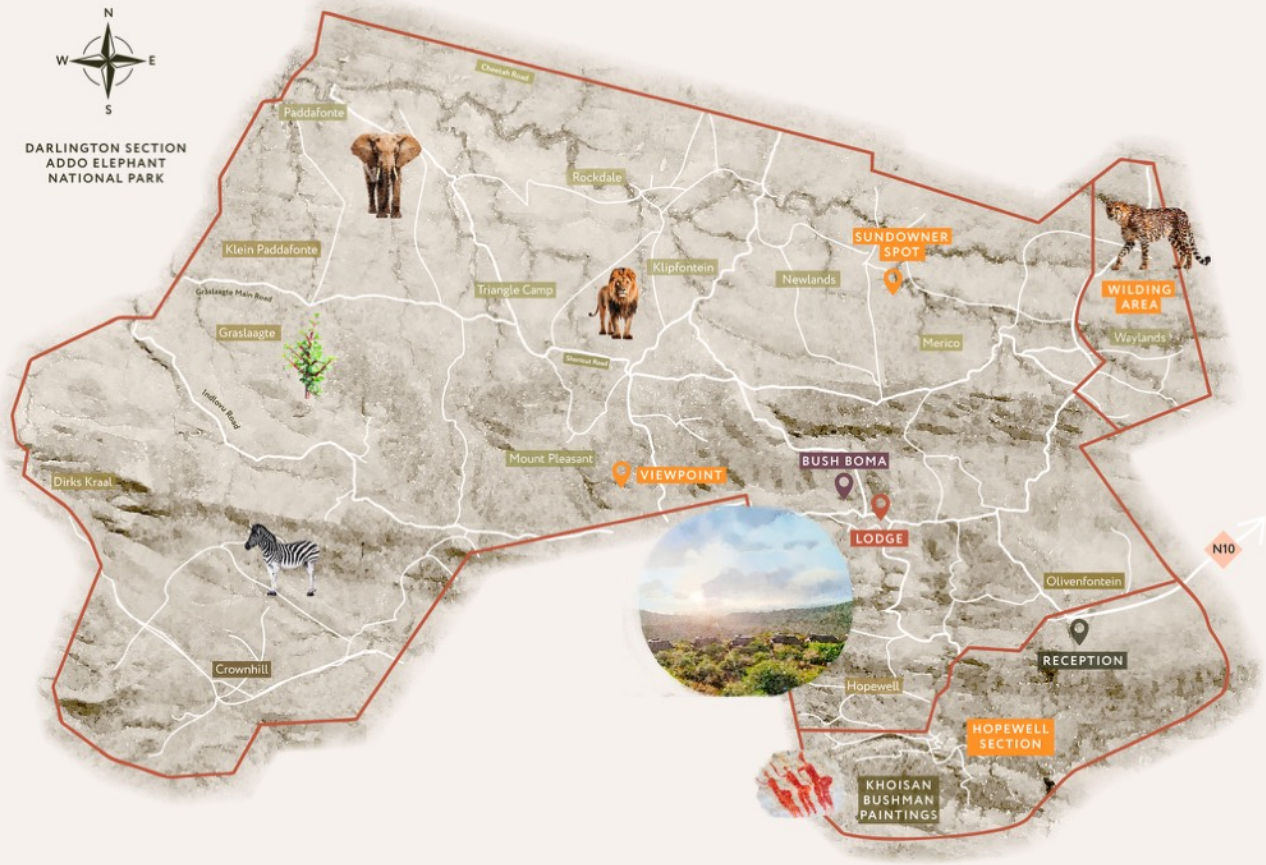 N
W E
S
DARLINGTON SECTION
ADDO ELEPHANT
NATIONAL PARK
Cheetah Road
Paddafonte
Rockdale
Klein Paddafonte
Klipfontein
SUNDOWNER
SPOT
Newlands
WILDING
AREA
Graslaagte Main Road
Triangle Camp
Graslaagte
Merico
Waylands
Shortcut Road
Indlovu Road
Mount Pleasant
VIEWPOINT
BUSH BOMA
Dirks Kraal
LODGE
N10
Olivenfontein
RECEPTION
Crownhill
Hopewell
HOPEWELL
SECTION
KHOISAN
BUSHMAN
PAINTINGS